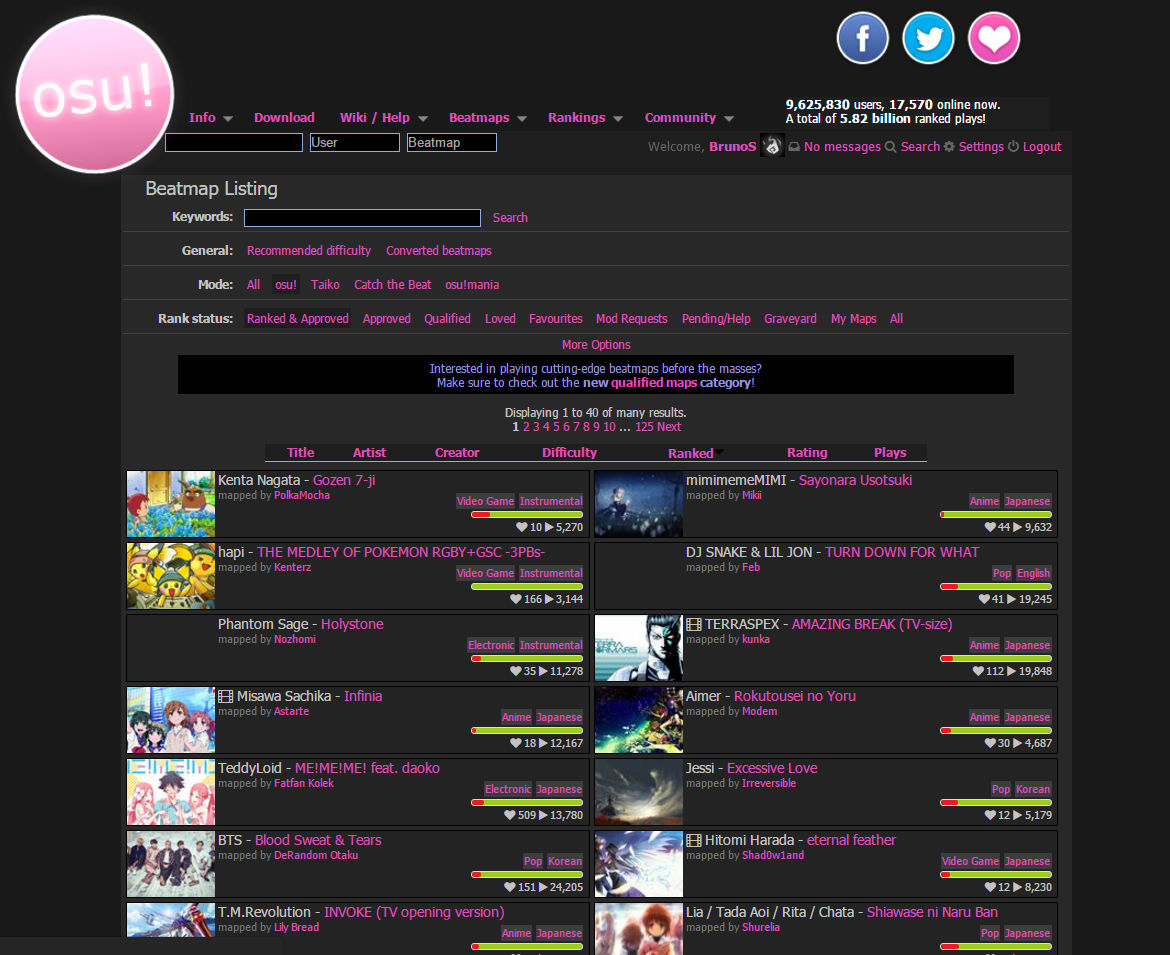 osu!
Info Download Wiki / Help Beatmaps Rankings Community
9,625,830 users, 17,570 online now.
A total of 5.82 billion ranked plays!
User Beatmap
Welcome, BrunoS No messages Search Settings Logout
Beatmap Listing
Keywords: Search
General: Recommended difficulty Converted beatmaps
Mode: All osu! Taiko Catch the Beat osu!mania
Rank status: Ranked & Approved Approved Qualified Loved Favourites Mod Requests Pending/Help Graveyard My Maps All
More Options
Interested in playing cutting-edge beatmaps before the masses?
Make sure to check out the new qualified maps category!
Displaying 1 to 40 of many results.
1 2 3 4 5 6 7 8 9 10 ... 125 Next
Title Artist Creator Difficulty Ranked Rating Plays
Kenta Nagata - Gozen 7-ji
mapped by PolkaMocha
Video Game Instrumental
10 5,270
mimimemeMIMI - Sayonara Usotsuki
mapped by Mikii
Anime Japanese
44 9,632
hapi - THE MEDLEY OF POKEMON RGBY+GSC -3PBs-
mapped by Kenterz
Video Game Instrumental
166 3,144
DJ SNAKE & LIL JON - TURN DOWN FOR WHAT
mapped by Feb
Pop English
41 19,245
Phantom Sage - Holystone
mapped by Nozhomi
Electronic Instrumental
35 11,278
TERRASPEX - AMAZING BREAK (TV-size)
mapped by kunka
Anime Japanese
112 19,848
Misawa Sachika - Infinia
mapped by Astarte
Anime Japanese
18 12,167
Aimer - Rokutousei no Yoru
mapped by Modem
Anime Japanese
30 4,687
TeddyLoid - ME!ME!ME! feat. daoko
mapped by Fatfan Kolek
Electronic Japanese
509 13,780
Jessi - Excessive Love
mapped by Irreversible
Pop Korean
12 5,179
BTS - Blood Sweat & Tears
mapped by DeRandom Otaku
Pop Korean
151 24,205
Hitomi Harada - eternal feather
mapped by Shad0w1and
Video Game Japanese
12 8,230
T.M.Revolution - INVOKE (TV opening version)
mapped by Lily Bread
Anime Japanese
Lia / Tada Aoi / Rita / Chata - Shiawase ni Naru Ban
mapped by Shurelia
Pop Japanese